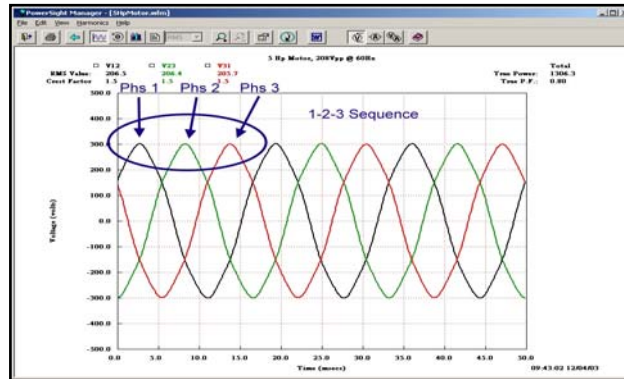 PowerSight Manager - [5HpMotor.wfm]
File Edit View Harmonics Help
RMS
5 Hp Motor, 208Vpp @ 60Hz
V12 V23 V31 Total
RMS Value: 206.5 206.4 205.7 True Power: 1306.3
Crest Factor 1.5 1.5 1.5 True P.F.: 0.80
Phs 1 Phs 2 Phs 3
1-2-3 Sequence
500.0
400.0
300.0
200.0
100.0
0.0
-100.0
-200.0
-300.0
-400.0
-500.0
Voltage (volts)
0.0 5.0 10.0 15.0 20.0 25.0 30.0 35.0 40.0 45.0 50.0
Time (msecs)
09:43:02 12/04/03